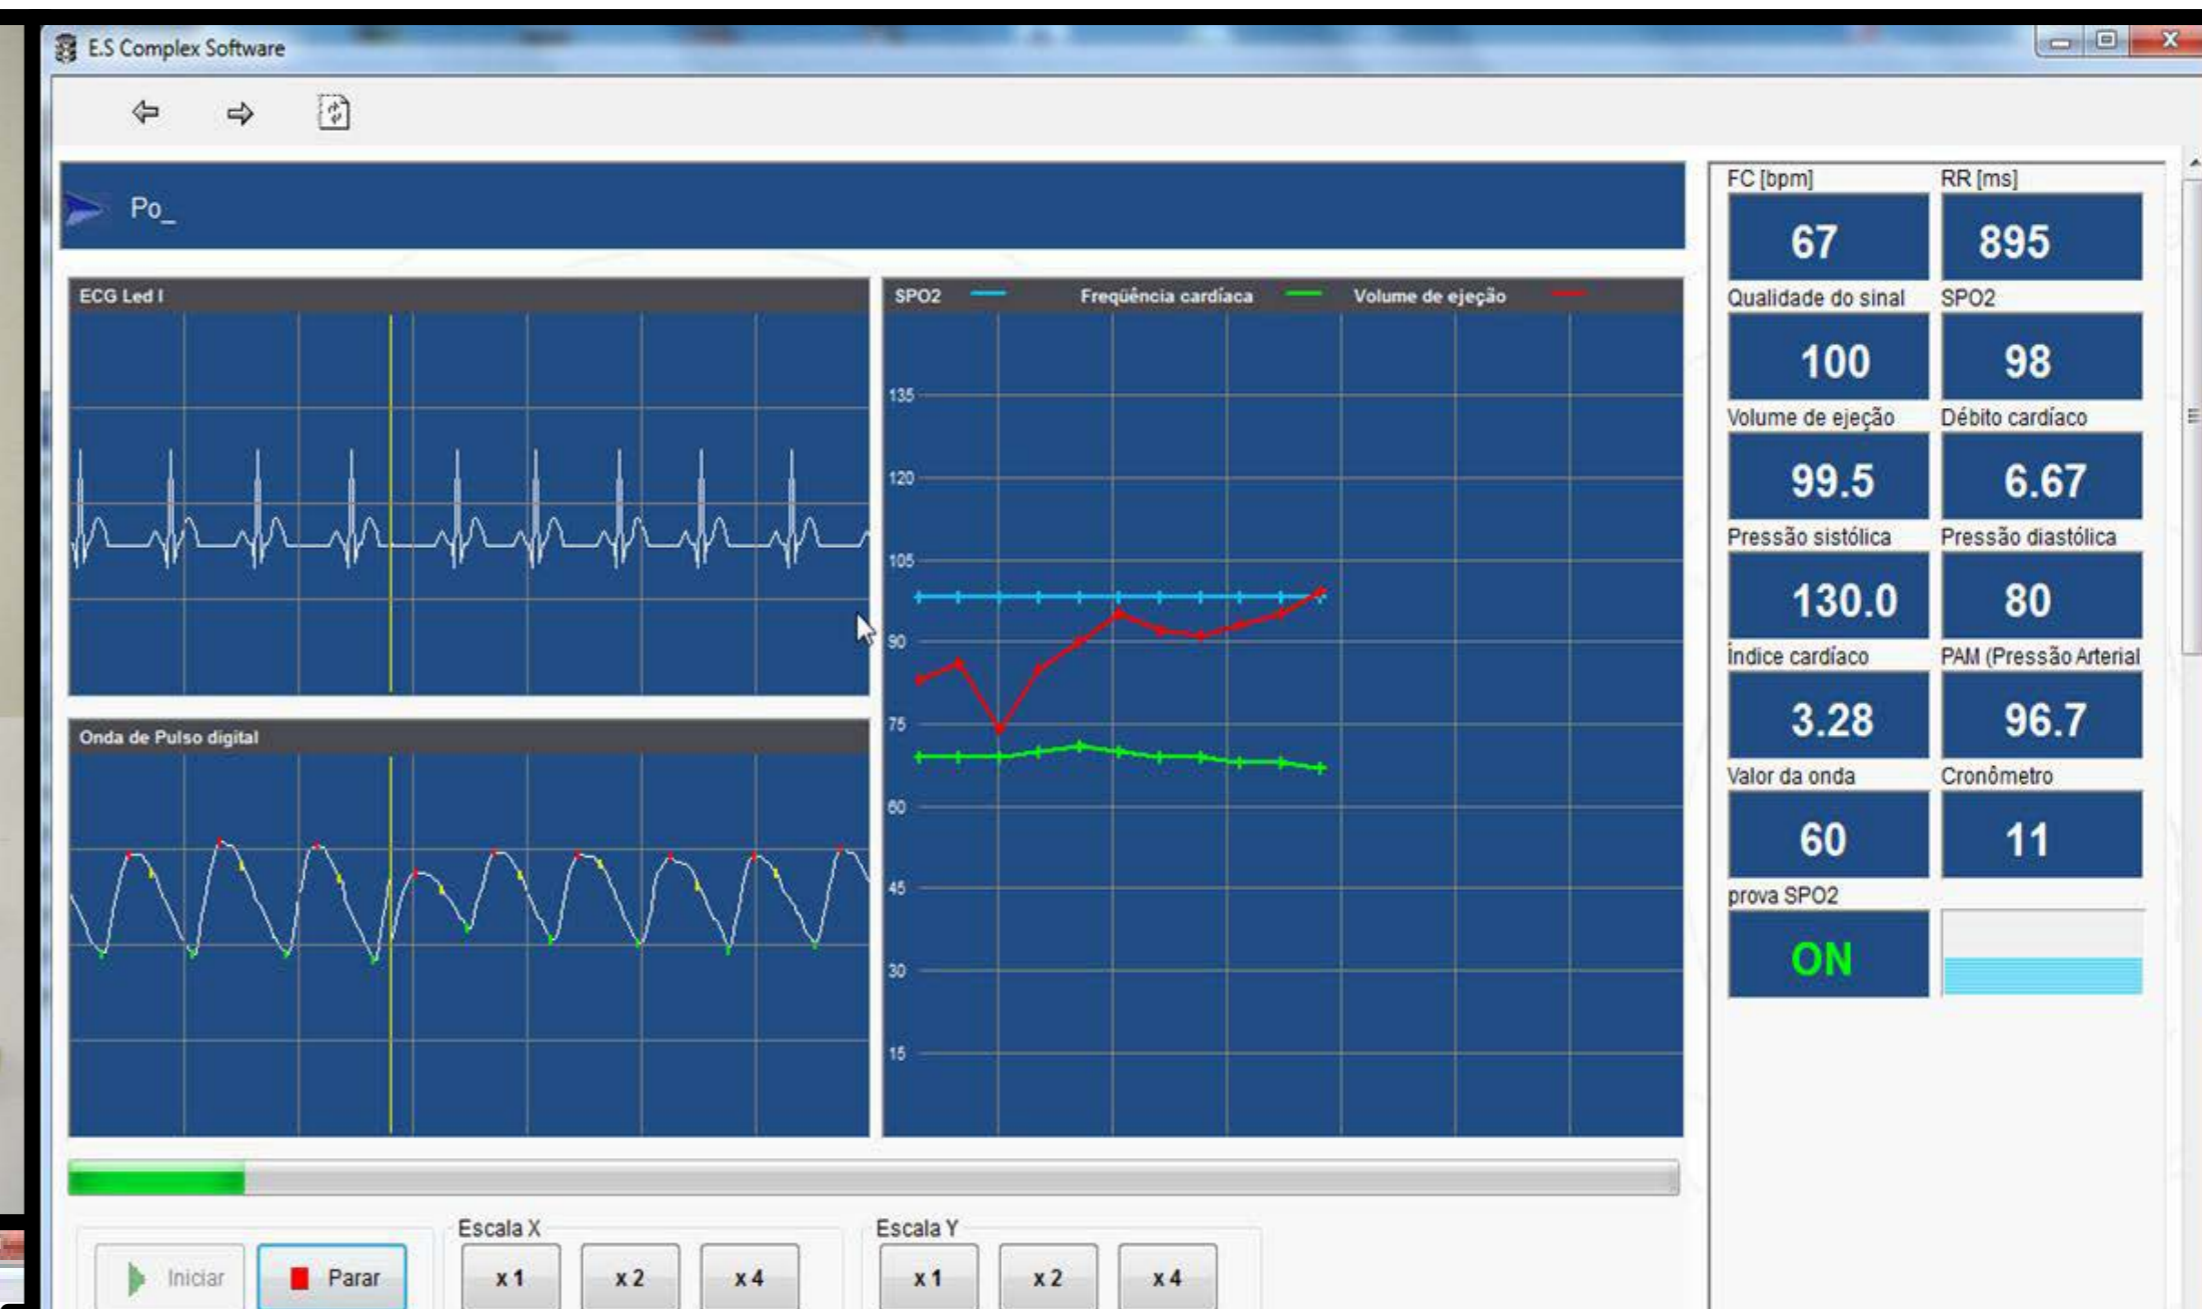 E.S Complex Software
Po_
ECG Led I
SPO2 Freqüência cardíaca Volume de ejeção
135
120
105
90
75
60
45
30
15
Onda de Pulso digital
FC [bpm] RR [ms]
67 895
Qualidade do sinal SPO2
100 98
Volume de ejeção Débito cardíaco
99.5 6.67
Pressão sistólica Pressão diastólica
130.0 80
Índice cardíaco PAM (Pressão Arterial
3.28 96.7
Valor da onda Cronômetro
60 11
prova SPO2
ON
Escala X Escala Y
Iniciar Parar x 1 x 2 x 4 x 1 x 2 x 4